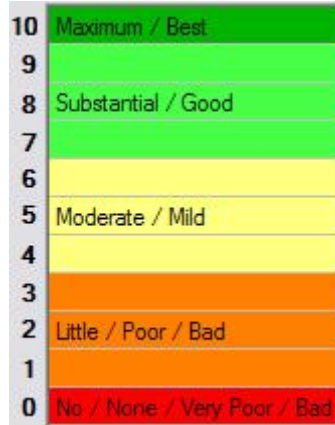 10 Maximum / Best
9
8 Substantial / Good
7
6
5 Moderate / Mild
4
3
2 Little / Poor / Bad
1
0 No / None / Very Poor / Bad